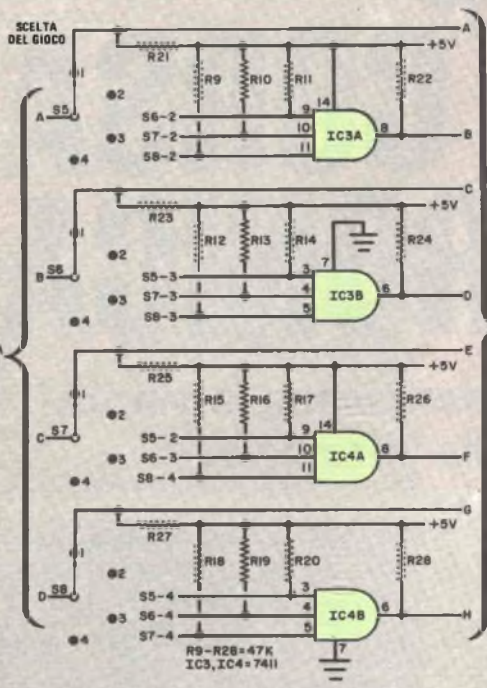 SCELTA
DEL GIOCO
A
R21
+5V
1
R9
R10
R11
R22
2
14
S6-2
9
A
S5
S7-2
10
IC3A
8
B
3
S8-2
11
4
C
R23
+5V
1
R12
R13
R14
R24
2
7
S5-3
3
B
S6
S7-3
4
IC3B
6
D
3
S8-3
5
4
E
R25
+5V
1
R15
R16
R17
R26
2
14
S5-2
9
C
S7
S6-3
10
IC4A
8
F
3
S8-4
11
4
G
R27
+5V
1
R18
R19
R20
R28
2
S5-4
3
D
S8
S6-4
4
IC4B
6
H
3
S7-4
5
4
7
R9-R28=47K
IC3, IC4=7411